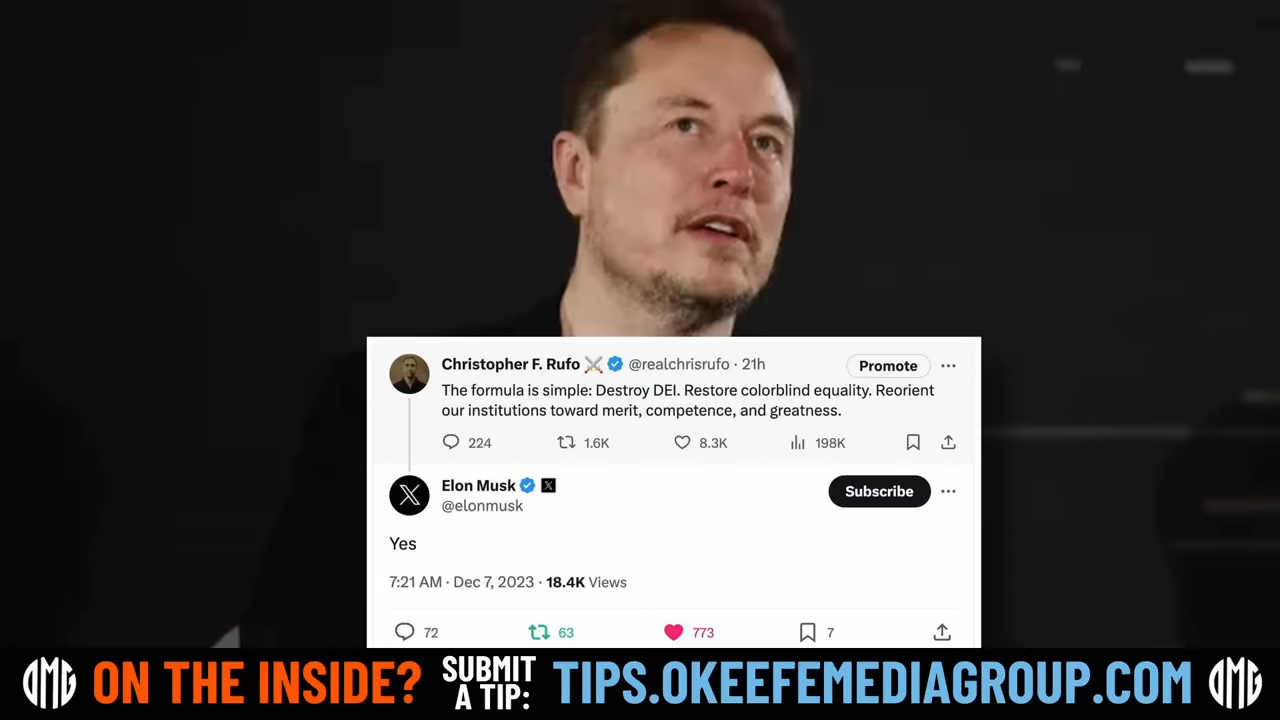 Christopher F. Rufo ⚔️ @realchrisrufo · 21h
Promote
The formula is simple: Destroy DEI. Restore colorblind equality. Reorient
our institutions toward merit, competence, and greatness.
224 1.6K 8.3K 198K
Elon Musk X
@elonmusk
Subscribe
Yes
7:21 AM · Dec 7, 2023 · 18.4K Views
72 63 773 7
OMG ON THE INSIDE? SUBMIT
A TIP: TIPS.OKEEFEMEDIAGROUP.COM OMG